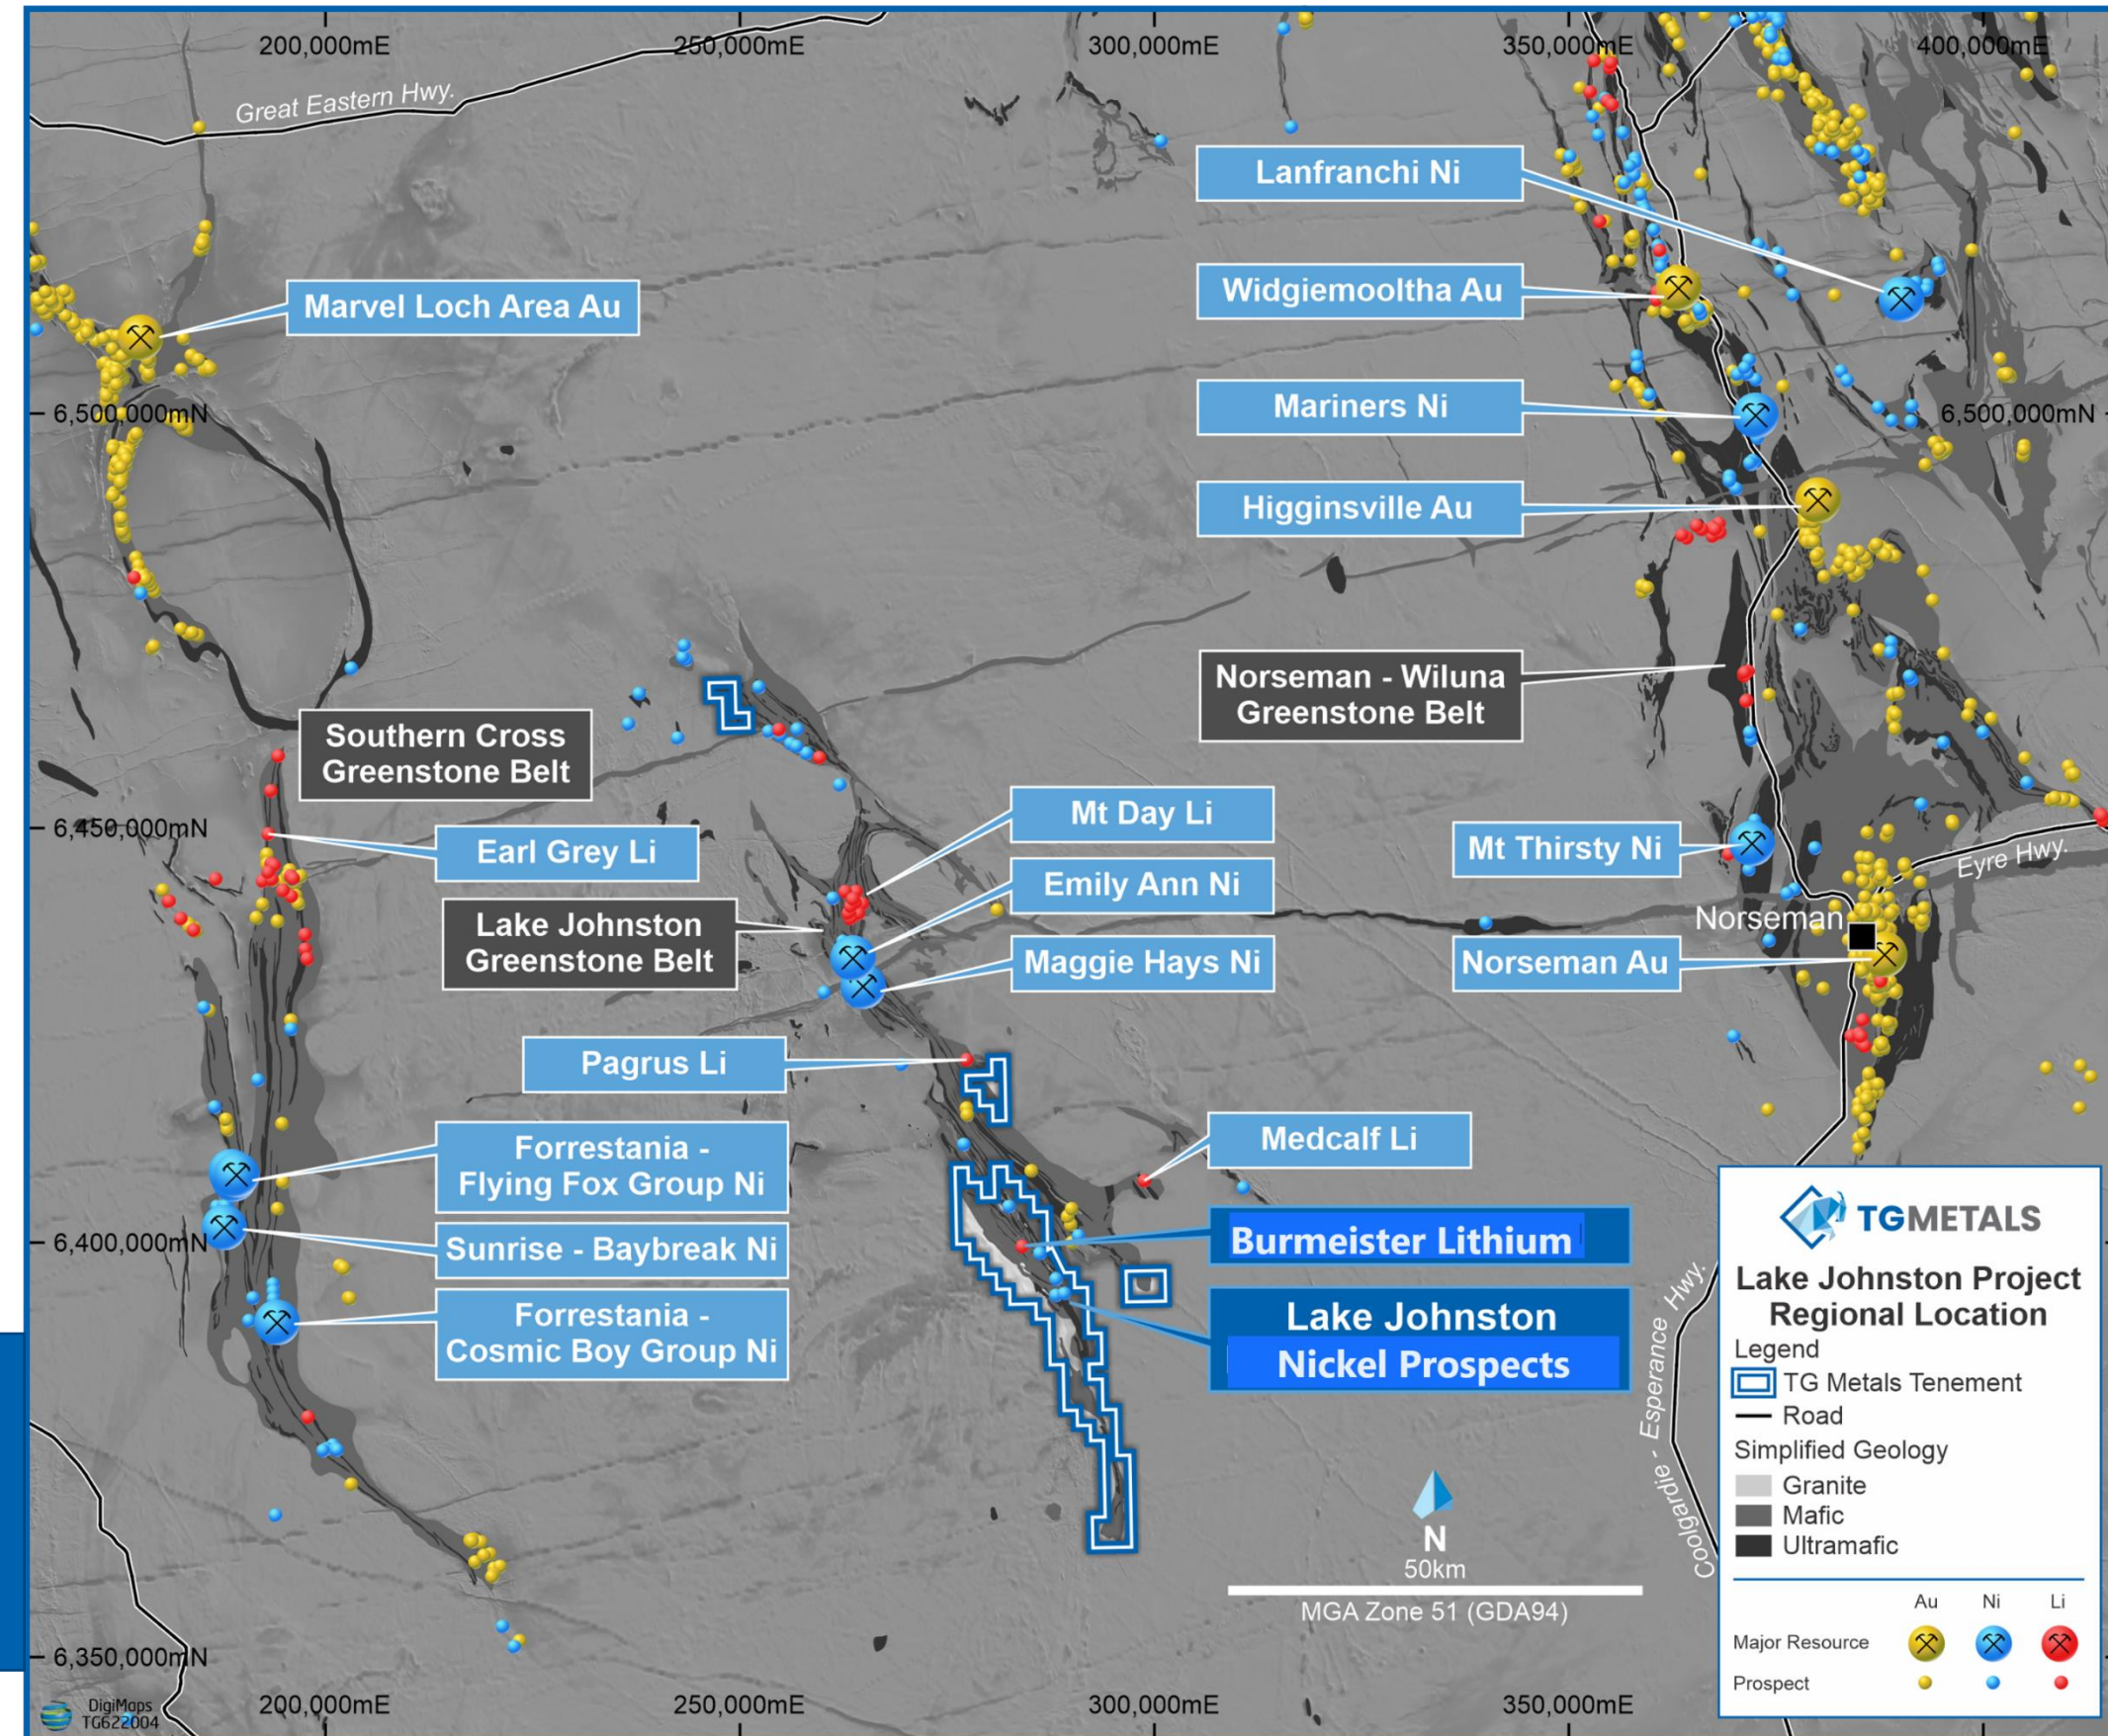 200,000mE
250,000mE
300,000mE
350,000mE
400,000mE
Great Eastern Hwy.
Lanfranchi Ni
Widgiemooltha Au
Marvel Loch Area Au
Mariners Ni
6,500,000mN
6,500,000mN
Higginsville Au
Norseman - Wiluna
Greenstone Belt
Southern Cross
Greenstone Belt
Mt Day Li
6,450,000mN
Earl Grey Li
Mt Thirsty Ni
Eyre Hwy.
Emily Ann Ni
Lake Johnston
Greenstone Belt
Norseman
Maggie Hays Ni
Norseman Au
Pagrus Li
Medcalf Li
Forrestania -
Flying Fox Group Ni
6,400,000mN
Sunrise - Baybreak Ni
Burmeister Lithium
Forrestania -
Cosmic Boy Group Ni
Lake Johnston
Nickel Prospects
Coolgardie - Esperance Hwy.
TGMETALS
Lake Johnston Project
Regional Location
Legend
TG Metals Tenement
Road
Simplified Geology
Granite
Mafic
Ultramafic
Au Ni Li
Major Resource
Prospect
N
50km
MGA Zone 51 (GDA94)
6,350,000mN
DigiMaps
TG622004
200,000mE
250,000mE
300,000mE
350,000mE